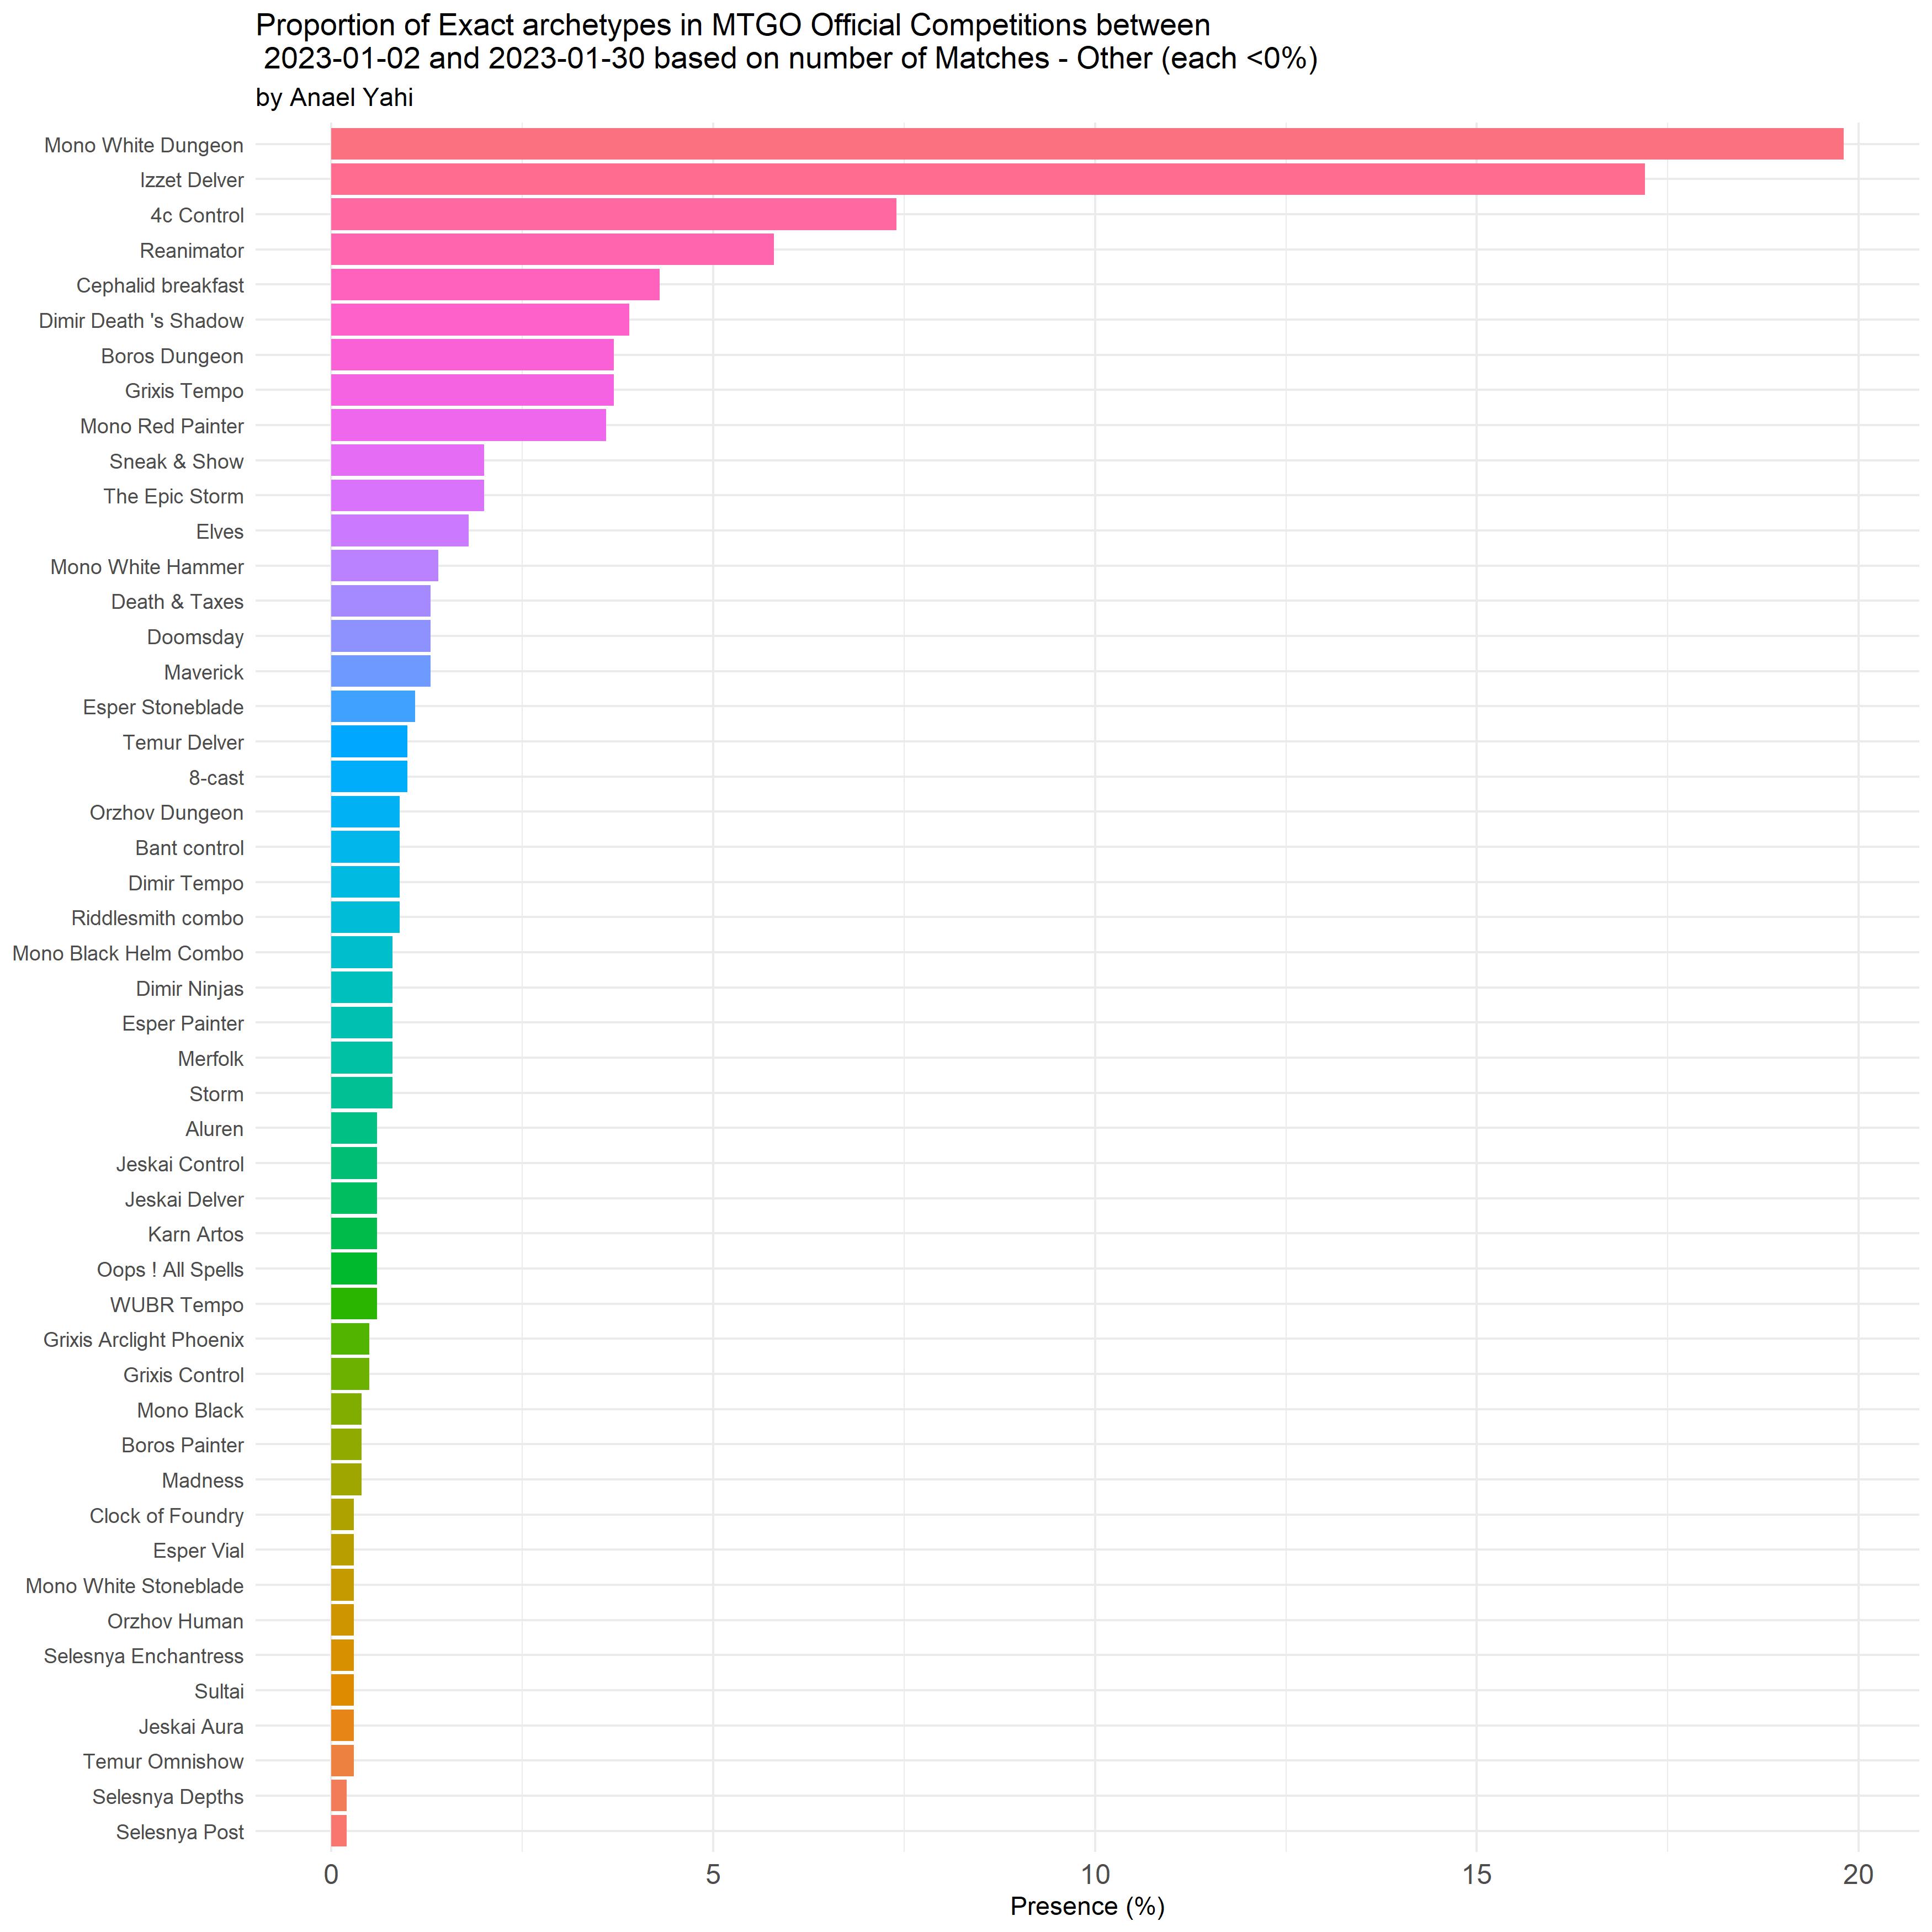 Proportion of Exact archetypes in MTGO Official Competitions between
2023-01-02 and 2023-01-30 based on number of Matches - Other (each <0%)
by Anael Yahi
Mono White Dungeon
Izzet Delver
4c Control
Reanimator
Cephalid breakfast
Dimir Death 's Shadow
Boros Dungeon
Grixis Tempo
Mono Red Painter
Sneak & Show
The Epic Storm
Elves
Mono White Hammer
Death & Taxes
Doomsday
Maverick
Esper Stoneblade
Temur Delver
8-cast
Orzhov Dungeon
Bant control
Dimir Tempo
Riddlesmith combo
Mono Black Helm Combo
Dimir Ninjas
Esper Painter
Merfolk
Storm
Aluren
Jeskai Control
Jeskai Delver
Karn Artos
Oops ! All Spells
WUBR Tempo
Grixis Arclight Phoenix
Grixis Control
Mono Black
Boros Painter
Madness
Clock of Foundry
Esper Vial
Mono White Stoneblade
Orzhov Human
Selesnya Enchantress
Sultai
Jeskai Aura
Temur Omnishow
Selesnya Depths
Selesnya Post
0 5 10 15 20
Presence (%)